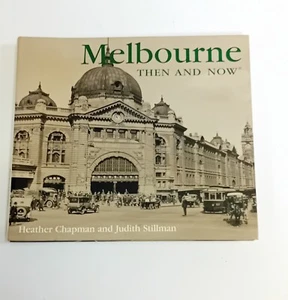 Melbourne
THEN AND NOW®
Heather Chapman and Judith Stillman